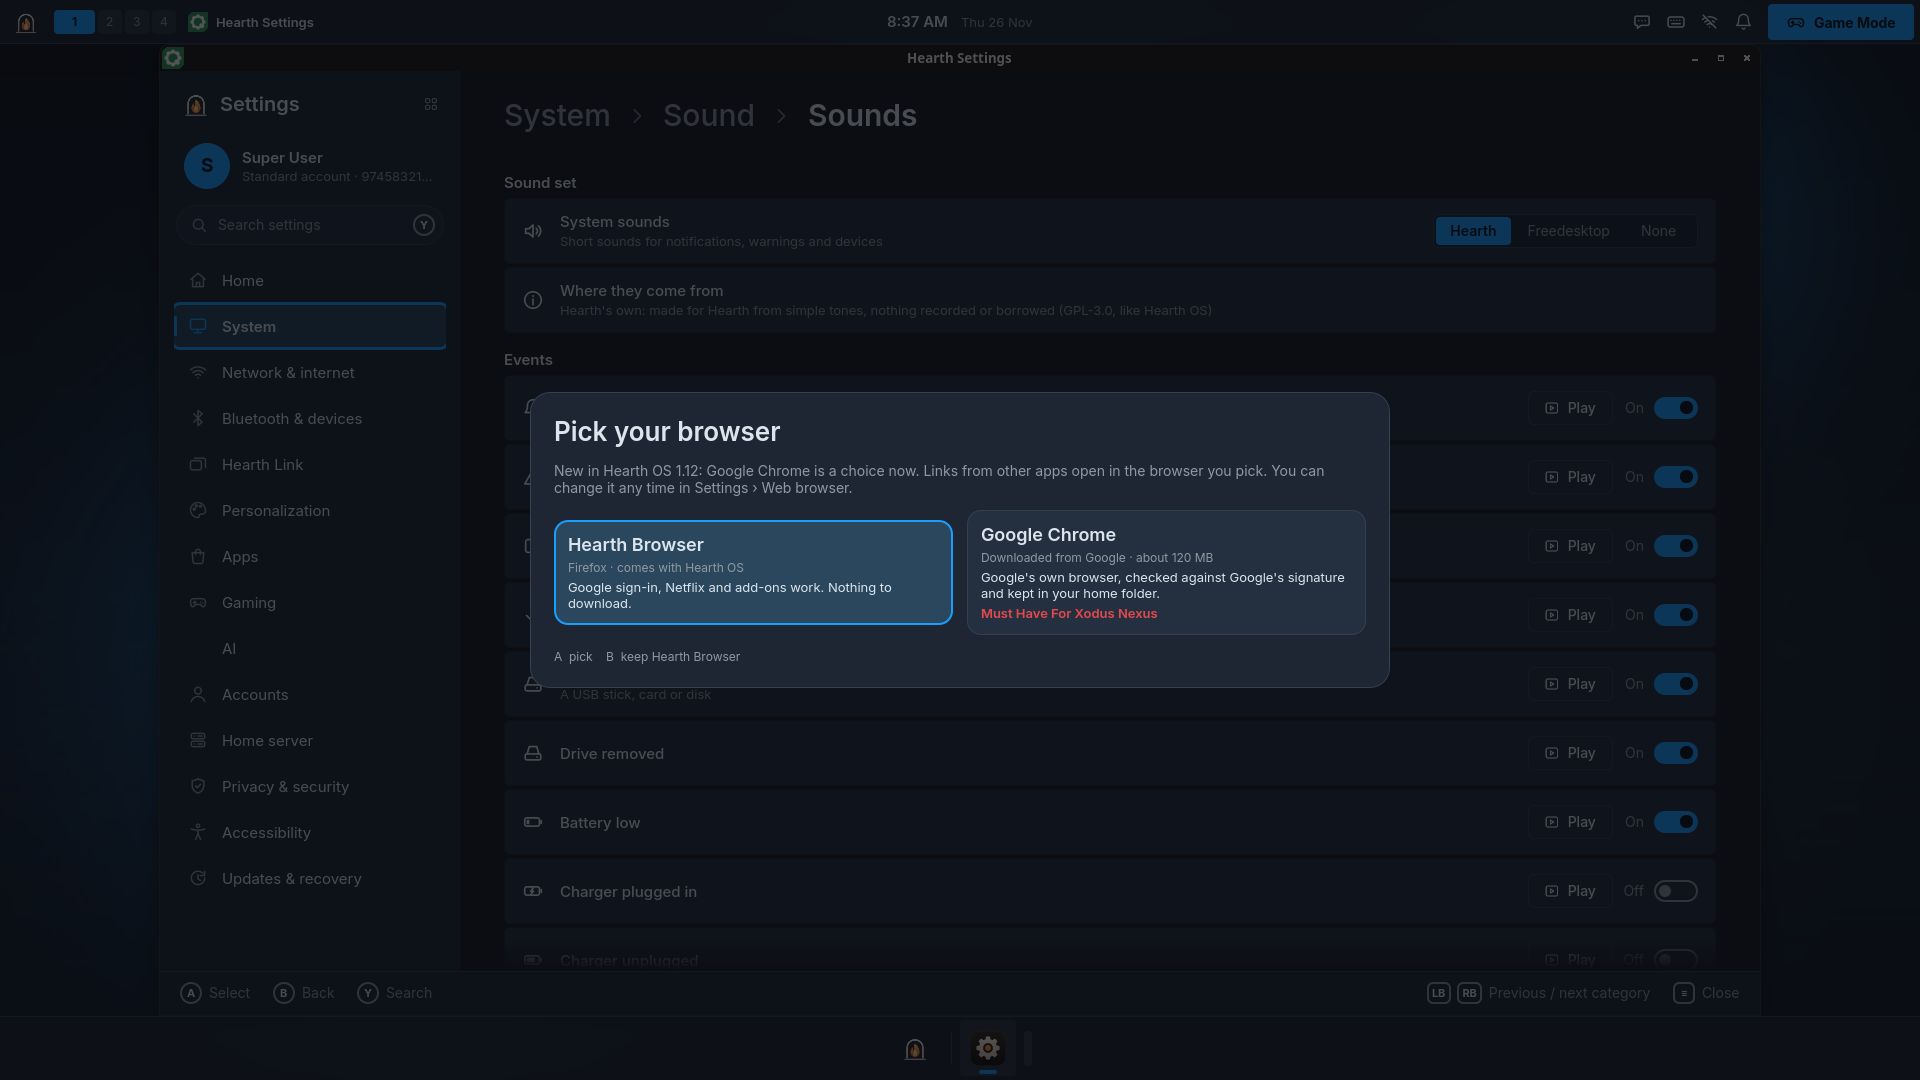 1 2 3 4 Hearth Settings
8:37 AM Thu 26 Nov
Game Mode
Hearth Settings
Settings
S
Super User
Standard account · 97458321...
Search settings Y
Home
System
Network & internet
Bluetooth & devices
Hearth Link
Personalization
Apps
Gaming
AI
Accounts
Home server
Privacy & security
Accessibility
Updates & recovery
System › Sound › Sounds
Sound set
System sounds
Short sounds for notifications, warnings and devices
Hearth Freedesktop None
Where they come from
Hearth's own: made for Hearth from simple tones, nothing recorded or borrowed (GPL-3.0, like Hearth OS)
Events
Play On
Play On
Play On
Play On
A USB stick, card or disk
Play On
Drive removed
Play On
Battery low
Play On
Charger plugged in
Play Off
Charger unplugged
Play Off
Pick your browser
New in Hearth OS 1.12: Google Chrome is a choice now. Links from other apps open in the browser you pick. You can
change it any time in Settings › Web browser.
Hearth Browser
Firefox · comes with Hearth OS
Google sign-in, Netflix and add-ons work. Nothing to
download.
Google Chrome
Downloaded from Google · about 120 MB
Google's own browser, checked against Google's signature
and kept in your home folder.
Must Have For Xodus Nexus
A pick B keep Hearth Browser
A Select B Back Y Search
LB RB Previous / next category ≡ Close